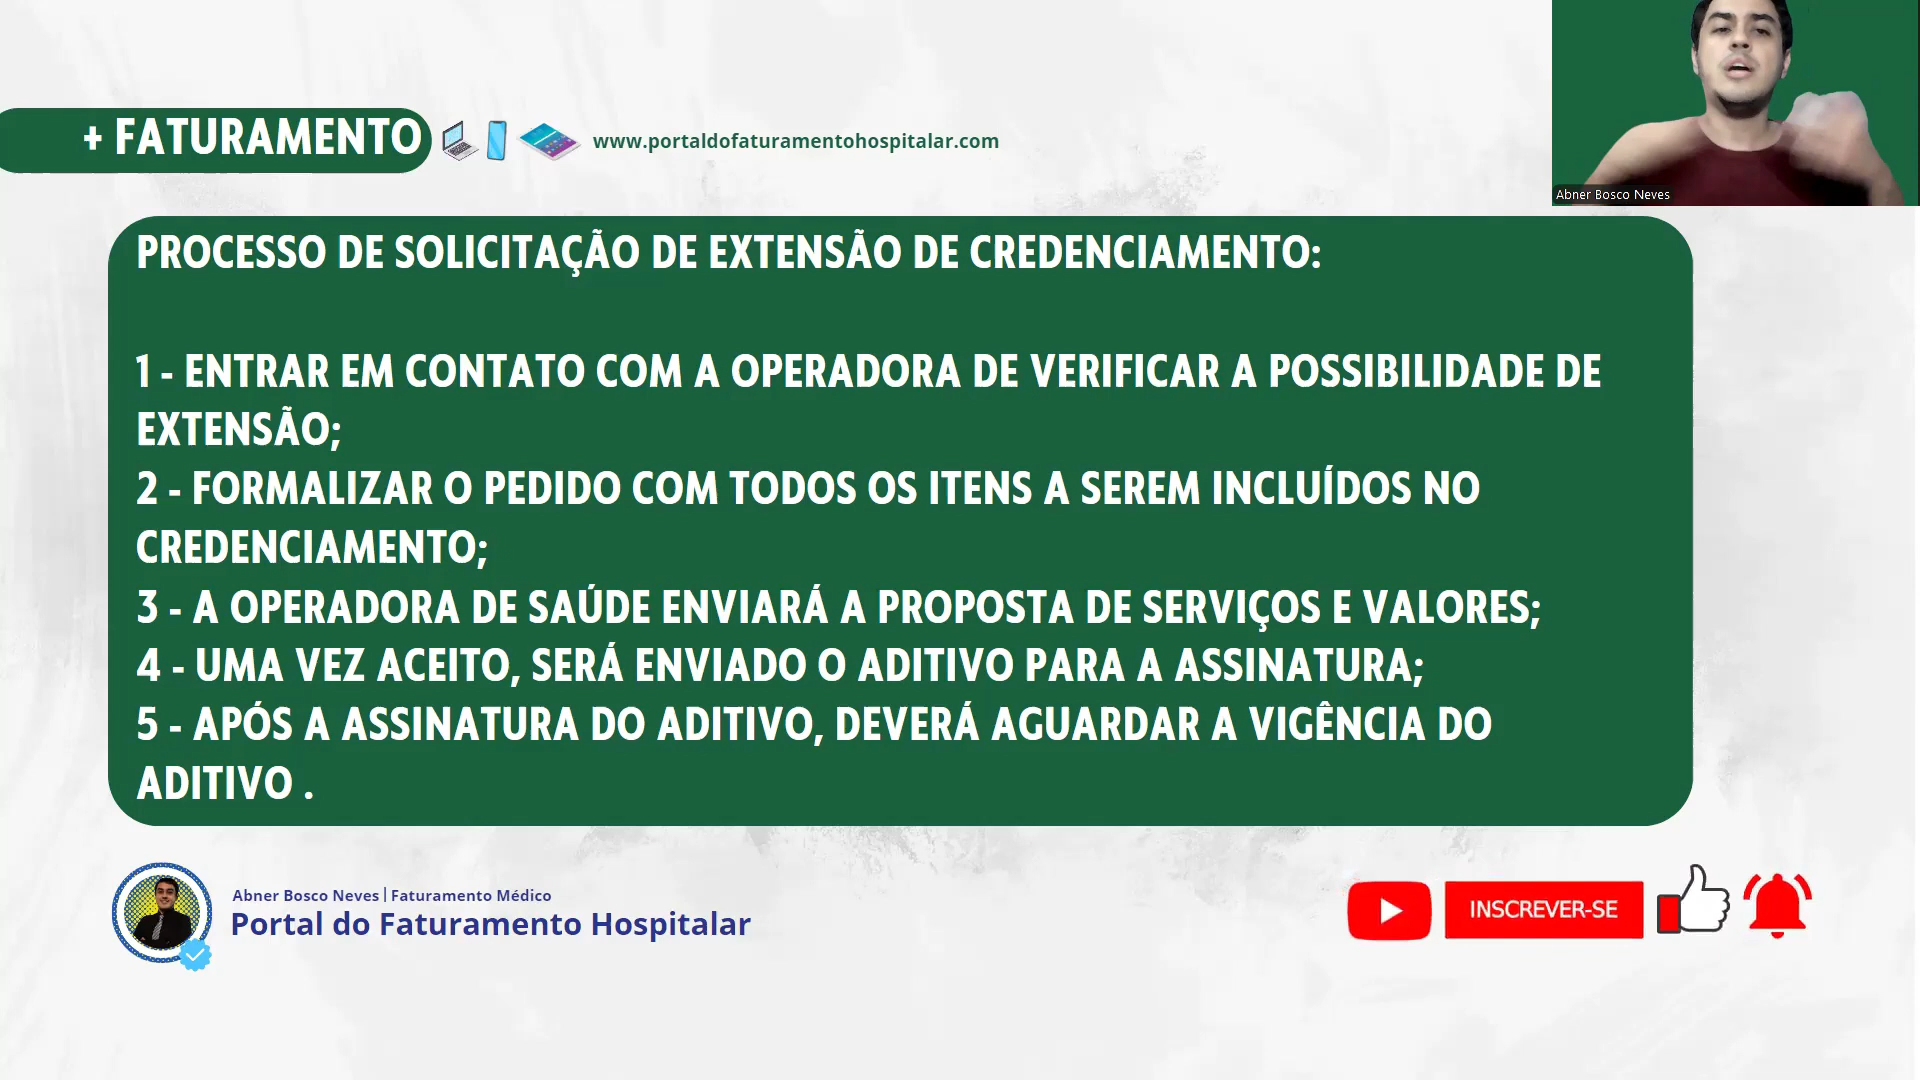 + FATURAMENTO
www.portaldofaturamentohospitalar.com
Abner Bosco Neves
PROCESSO DE SOLICITAÇÃO DE EXTENSÃO DE CREDENCIAMENTO:
1 - ENTRAR EM CONTATO COM A OPERADORA DE VERIFICAR A POSSIBILIDADE DE
EXTENSÃO;
2 - FORMALIZAR O PEDIDO COM TODOS OS ITENS A SEREM INCLUÍDOS NO
CREDENCIAMENTO;
3 - A OPERADORA DE SAÚDE ENVIARÁ A PROPOSTA DE SERVIÇOS E VALORES;
4 - UMA VEZ ACEITO, SERÁ ENVIADO O ADITIVO PARA A ASSINATURA;
5 - APÓS A ASSINATURA DO ADITIVO, DEVERÁ AGUARDAR A VIGÊNCIA DO
ADITIVO .
Abner Bosco Neves | Faturamento Médico
Portal do Faturamento Hospitalar
INSCREVER-SE